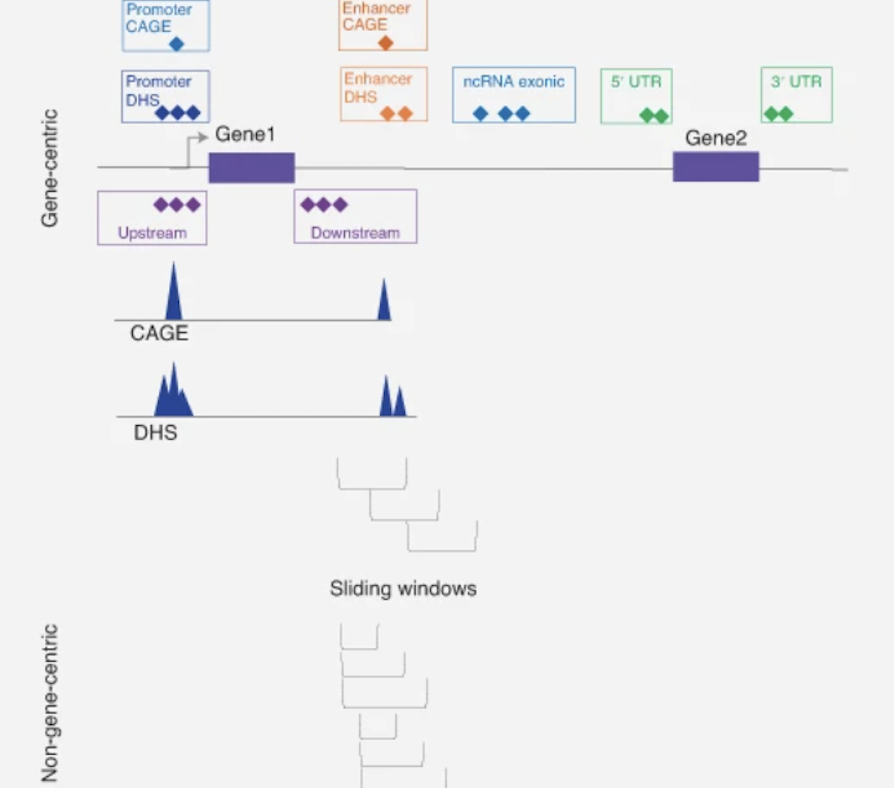 Promoter
CAGE
Enhancer
CAGE
Promoter
DHS
Enhancer
DHS
ncRNA exonic
5' UTR
3' UTR
Gene-centric
Gene1
Gene2
Upstream
Downstream
CAGE
DHS
Sliding windows
Non-gene-centric